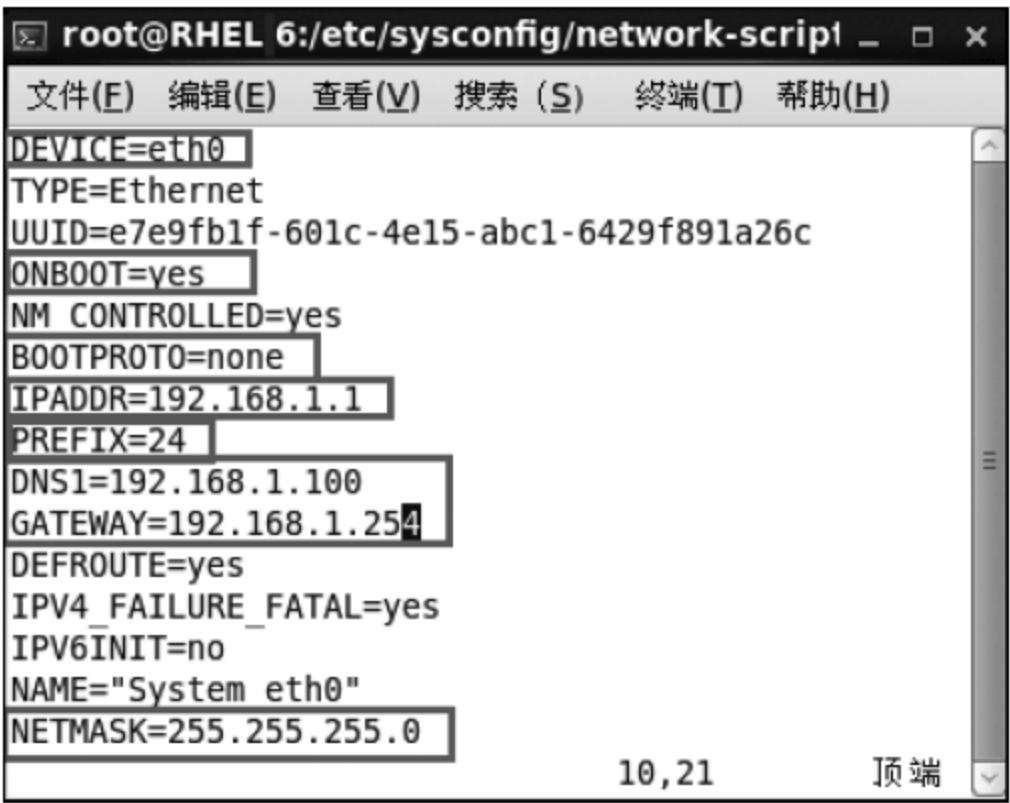 root@RHEL 6:/etc/sysconfig/network-script
文件(F) 编辑(E) 查看(V) 搜索 (S) 终端(T) 帮助(H)
DEVICE=eth0
TYPE=Ethernet
UUID=e7e9fb1f-601c-4e15-abc1-6429f891a26c
ONBOOT=yes
NM CONTROLLED=yes
BOOTPROTO=none
IPADDR=192.168.1.1
PREFIX=24
DNS1=192.168.1.100
GATEWAY=192.168.1.254
DEFROUTE=yes
IPV4_FAILURE_FATAL=yes
IPV6INIT=no
NAME="System eth0"
NETMASK=255.255.255.0
10,21 顶端